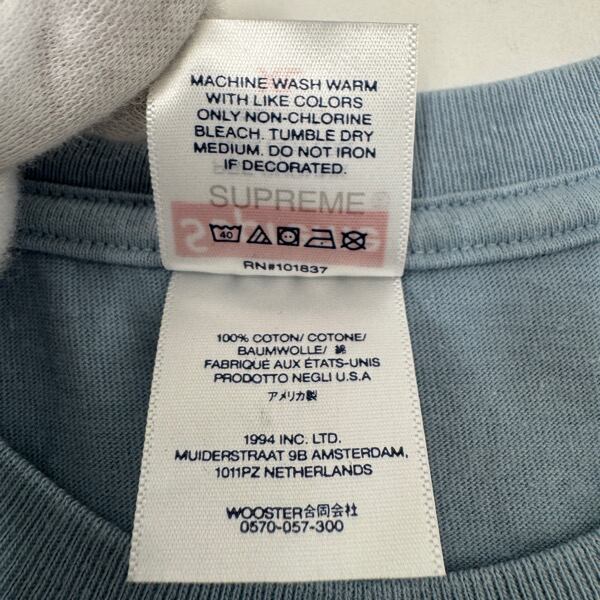 MACHINE WASH WARM
WITH LIKE COLORS
ONLY NON-CHLORINE
BLEACH. TUMBLE DRY
MEDIUM. DO NOT IRON
IF DECORATED.
SUPREME
40
RN#101837
100% COTON/ COTONE/
BAUMWOLLE/ 綿
FABRIQUÉ AUX ÉTATS-UNIS
PRODOTTO NEGLI U.S.A
アメリカ製
1994 INC. LTD.
MUIDERSTRAAT 9B AMSTERDAM,
1011PZ NETHERLANDS
WOOSTER合同会社
0570-057-300